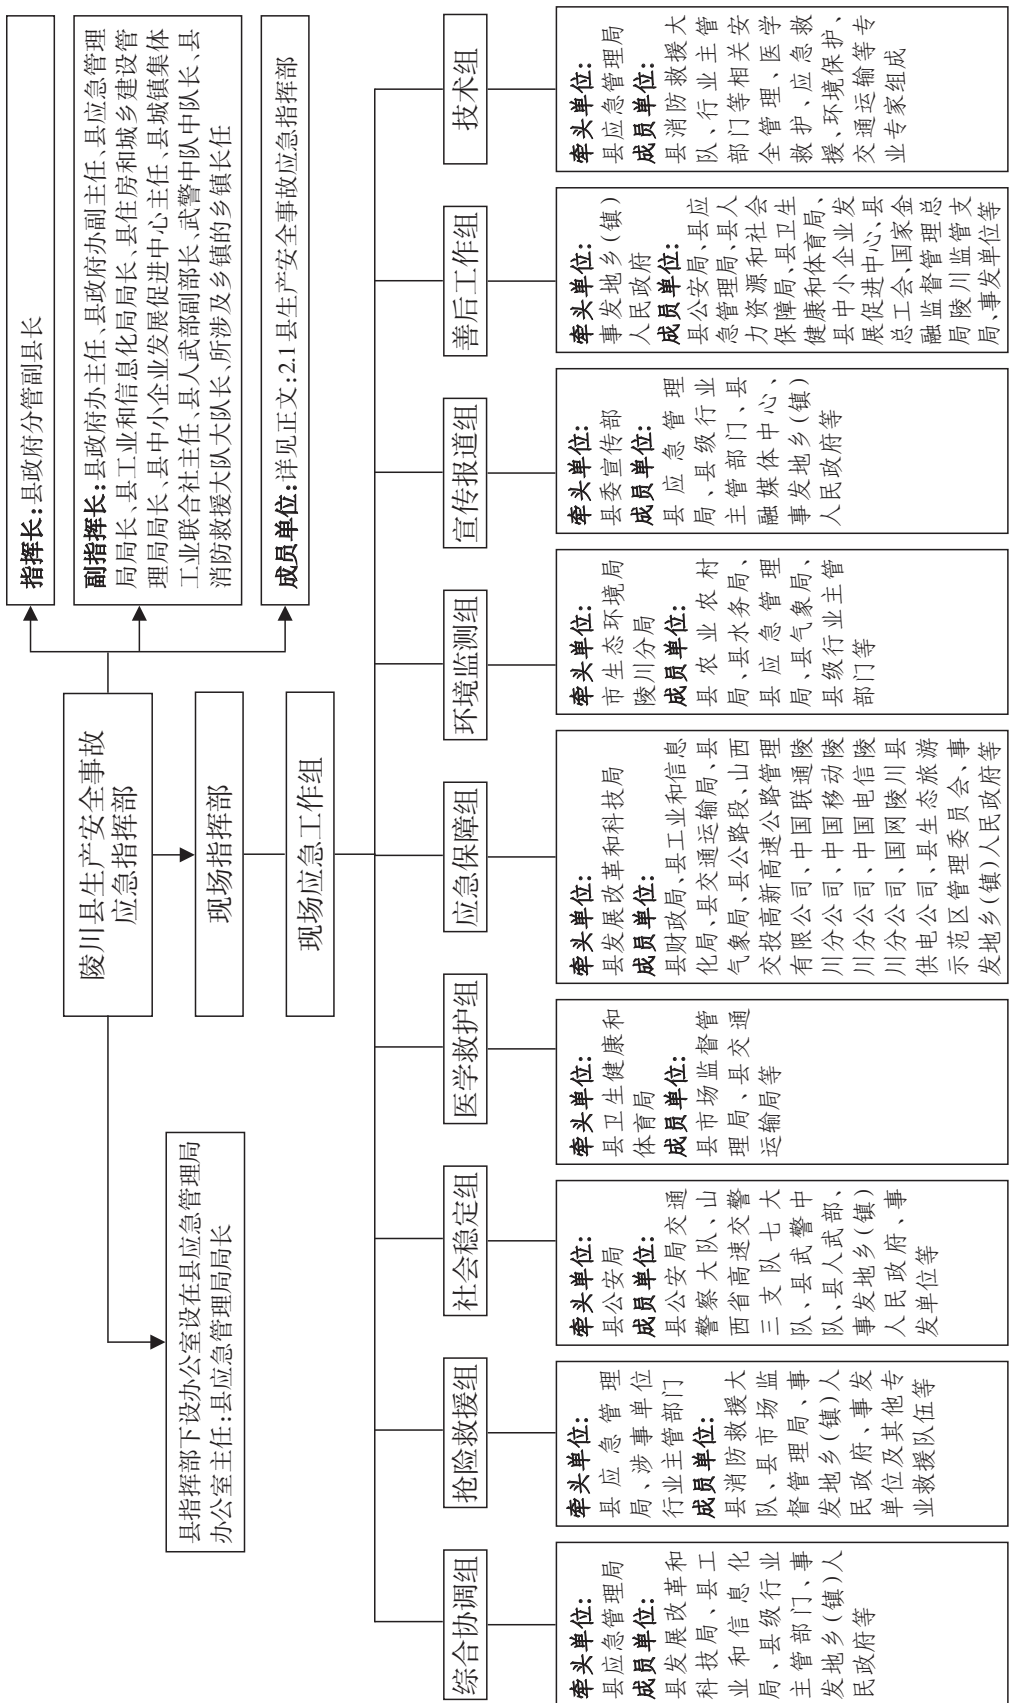 陵川县生产安全事故
应急指挥部
指挥长:县政府分管副县长
副指挥长:县政府办主任、县政府办副主任、县应急管理
局局长、县工业和信息化局局长、县住房和城乡建设管
理局局长、县中小企业发展促进中心主任、县城镇集体
工业联合社主任、县人武部副部长、武警中队中队长、县
消防救援大队大队长、所涉及乡镇的乡镇长任
成员单位:详见正文:2.1县生产安全事故应急指挥部
县指挥部下设办公室设在县应急管理局
办公室主任:县应急管理局局长
现场指挥部
现场应急工作组
综合协调组
牵头单位:
县应急管理局
成员单位:
县发展改革和
科技局、县工
业和信息化
局、县级行业
主管部门、事
发地乡(镇)人
民政府等
抢险救援组
牵头单位:
县应急管理
局、涉事单位
行业主管部门
成员单位:
县消防救援大
队、县市场监
督管理局、事
发地乡(镇)人
民政府、事发
单位及其他专
业救援队伍等
社会稳定组
牵头单位:
县公安局
成员单位:
县公安局交通
警察大队、山
西省高速交警
三支队七大
队、县武警中
队、县人武部、
事发地乡(镇)
人民政府、事
发单位等
医学救护组
牵头单位:
县卫生健康和
体育局
成员单位:
县市场监督管
理局、县交通
运输局等
应急保障组
牵头单位:
县发展改革和科技局
成员单位:
县财政局、县工业和信息
化局、县交通运输局、县
气象局、县公路段、山西
交投高新高速公路管理
有限公司、中国联通陵
川分公司、中国移动陵
川分公司、中国电信陵
川分公司、国网陵川县
供电公司、县生态旅游
示范区管理委员会、事
发地乡(镇)人民政府等
环境监测组
牵头单位:
市生态环境局
陵川分局
成员单位:
县农业农村
局、县水务局、
县应急管理
局、县气象局、
县级行业主管
部门等
宣传报道组
牵头单位:
县委宣传部
成员单位:
县应急管理
局、县级行业
主管部门、县
融媒体中心、
事发地乡(镇)
人民政府等
善后工作组
牵头单位:
事发地乡(镇)
人民政府
成员单位:
县公安局、县应
急管理局、县人
力资源和社会
保障局、县卫生
健康和体育局、
县中小企业发
展促进中心、县
总工会、国家金
融监督管理总
局陵川监管支
局、事发单位等
技术组
牵头单位:
县应急管理局
成员单位:
县消防救援大
队、行业主管
部门等相关安
全管理、医学
救护、应急救
援、环境保护、
交通运输等专
业专家组成